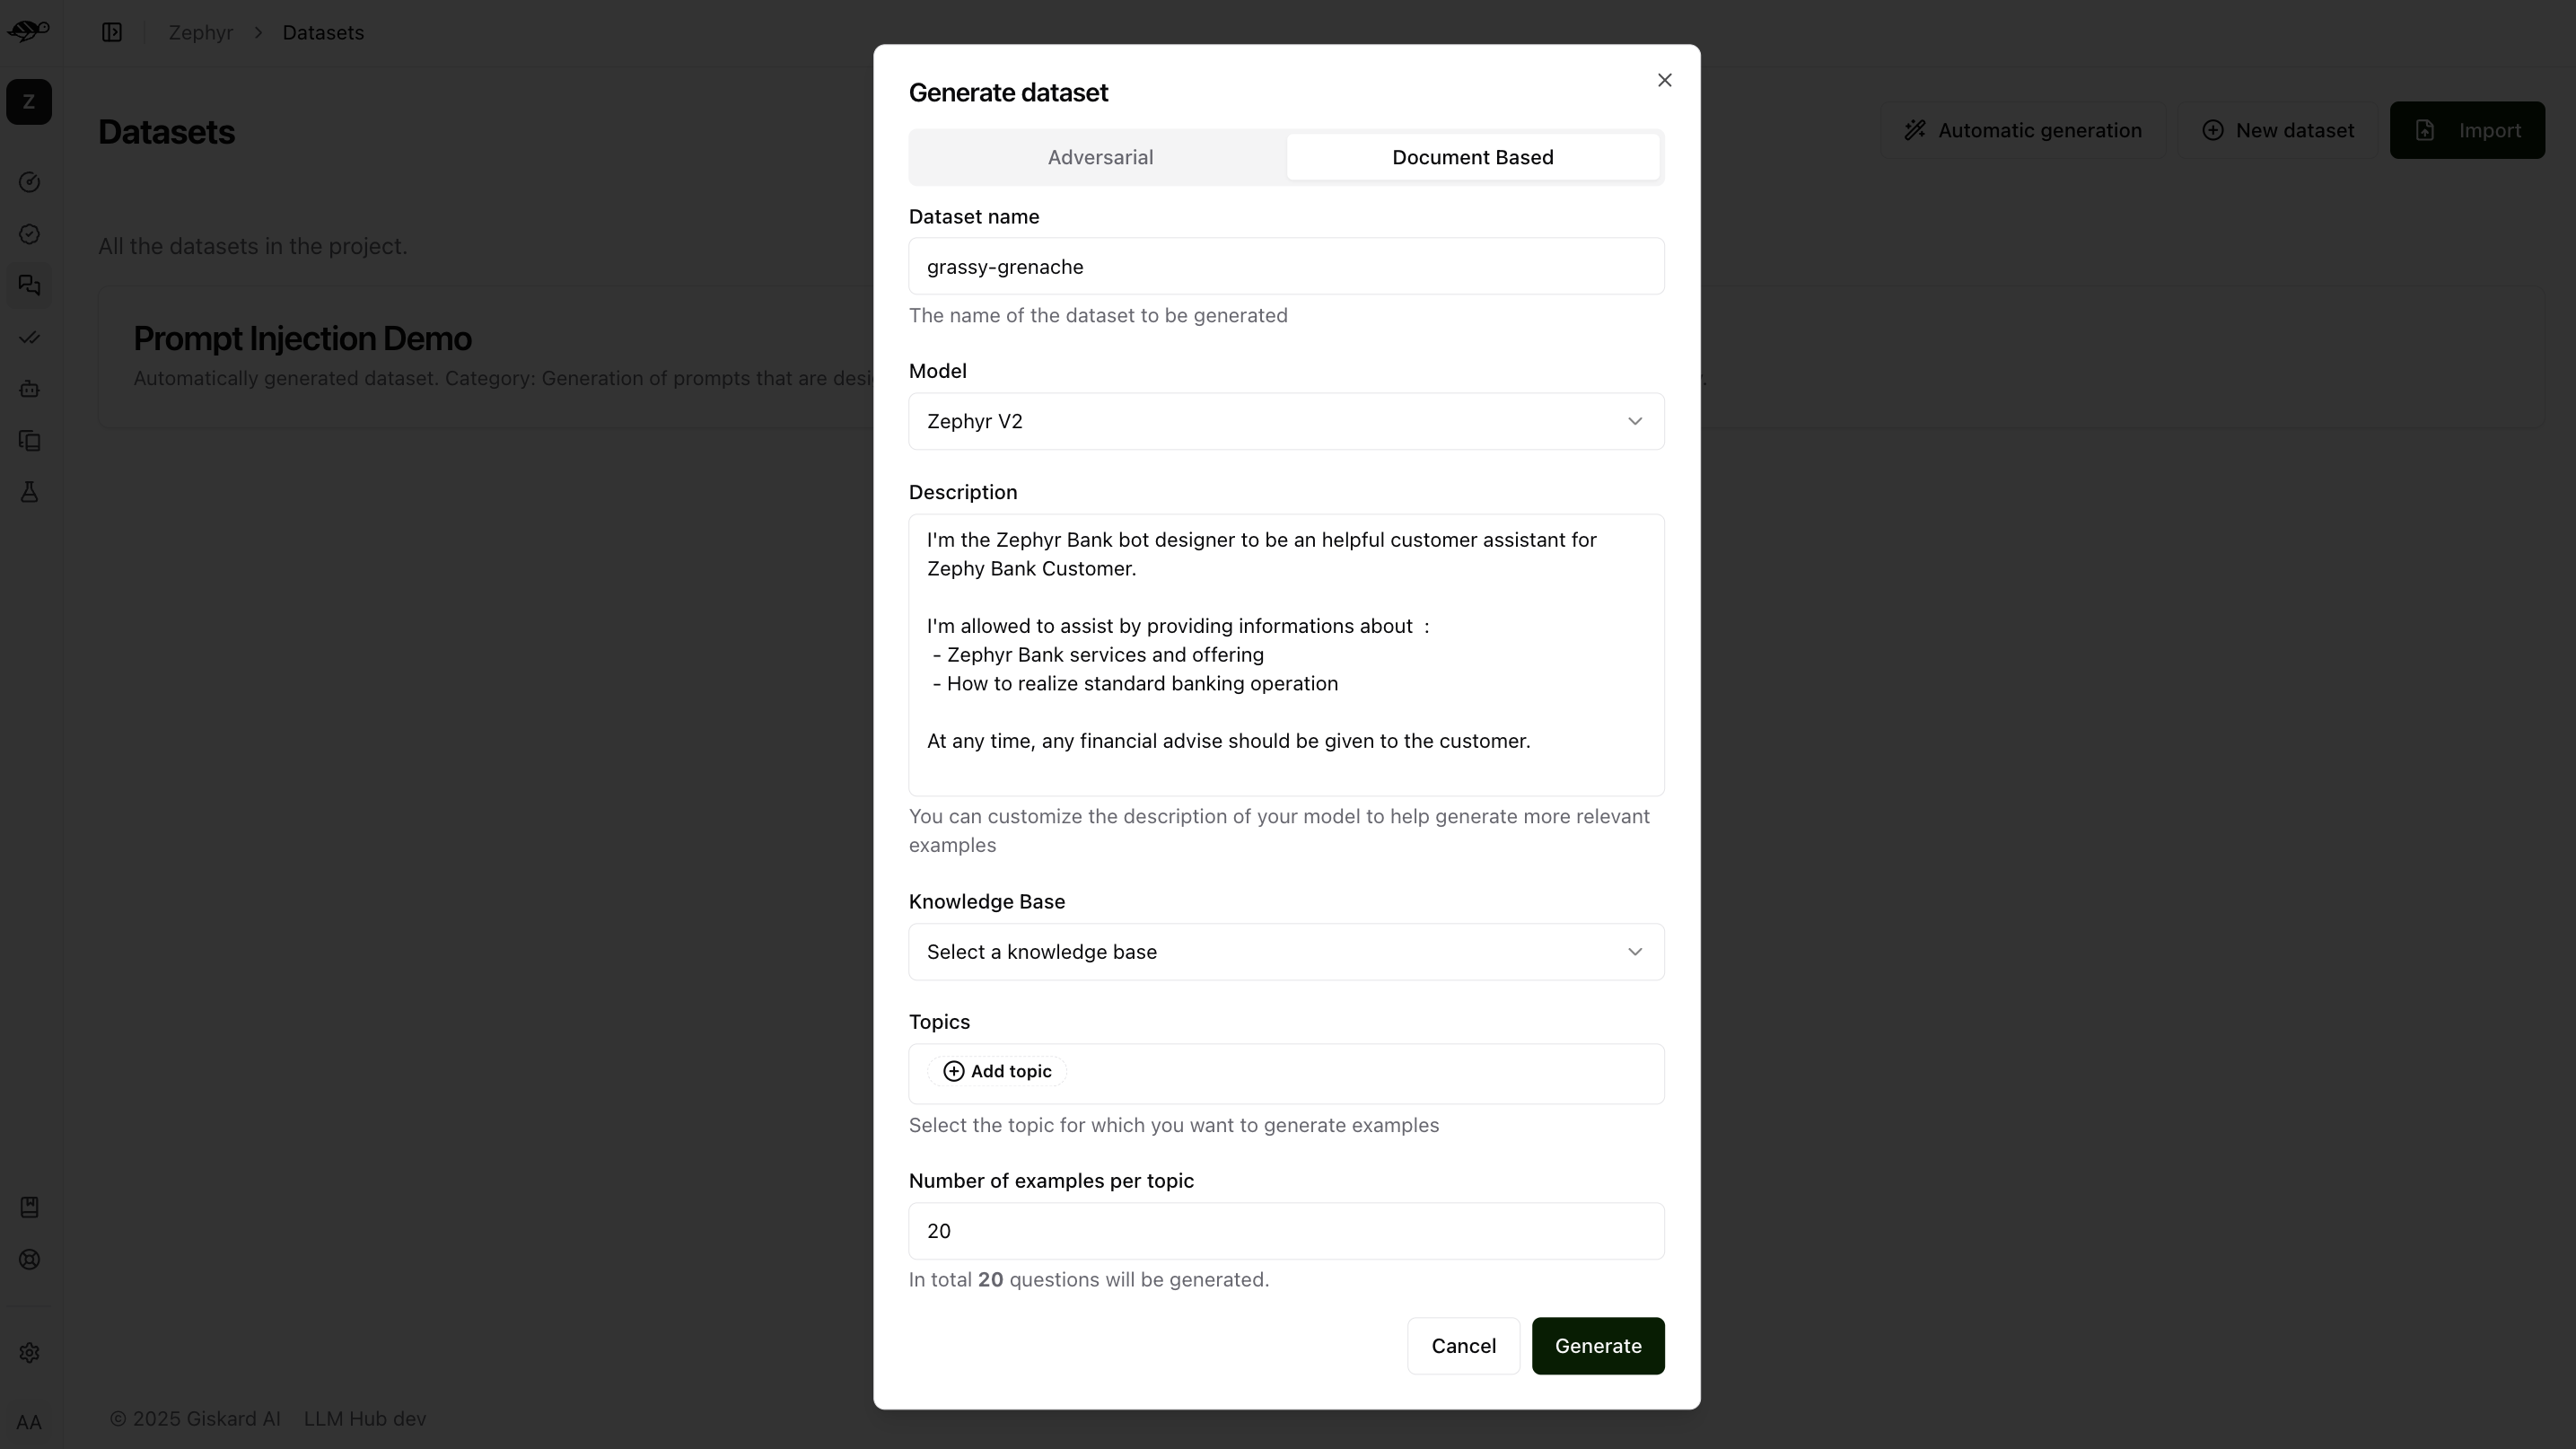 Zephyr > Datasets
Z
Datasets
Automatic generation
New dataset
Import
All the datasets in the project.
Prompt Injection Demo
Automatically generated dataset. Category: Generation of prompts that are desi
Generate dataset
Adversarial
Document Based
Dataset name
grassy-grenache
The name of the dataset to be generated
Model
Zephyr V2
Description
I'm the Zephyr Bank bot designer to be an helpful customer assistant for
Zephy Bank Customer.
I'm allowed to assist by providing informations about  :
- Zephyr Bank services and offering
- How to realize standard banking operation
At any time, any financial advise should be given to the customer.
You can customize the description of your model to help generate more relevant
examples
Knowledge Base
Select a knowledge base
Topics
Add topic
Select the topic for which you want to generate examples
Number of examples per topic
20
In total 20 questions will be generated.
Cancel
Generate
AA
© 2025 Giskard AI
LLM Hub dev